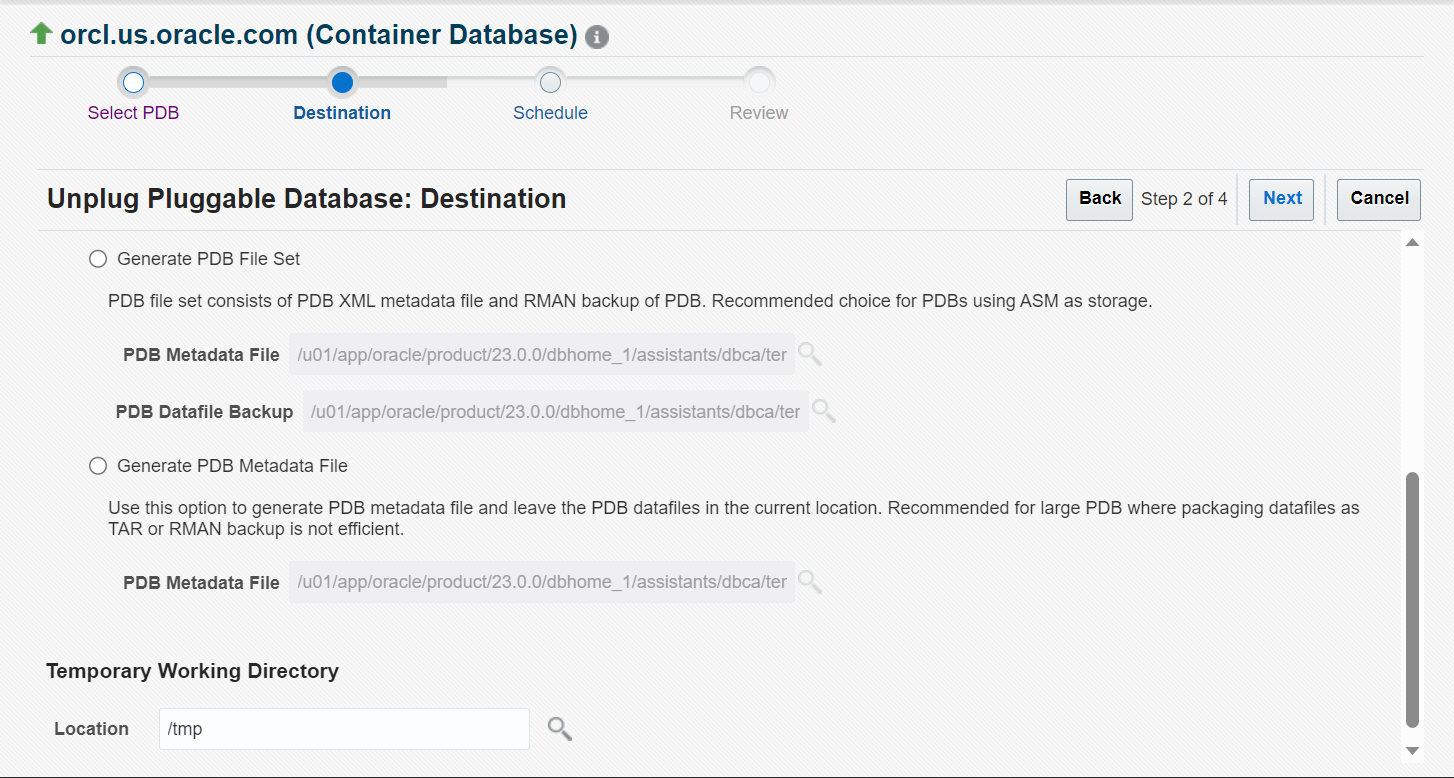 orcl.us.oracle.com (Container Database)
Select PDB
Destination
Schedule
Review
Unplug Pluggable Database: Destination
Back
Step 2 of 4
Next
Cancel
Generate PDB File Set
PDB file set consists of PDB XML metadata file and RMAN backup of PDB. Recommended choice for PDBs using ASM as storage.
PDB Metadata File /u01/app/oracle/product/23.0.0/dbhome_1/assistants/dbca/ter
PDB Datafile Backup /u01/app/oracle/product/23.0.0/dbhome_1/assistants/dbca/ter
Generate PDB Metadata File
Use this option to generate PDB metadata file and leave the PDB datafiles in the current location. Recommended for large PDB where packaging datafiles as
TAR or RMAN backup is not efficient.
PDB Metadata File /u01/app/oracle/product/23.0.0/dbhome_1/assistants/dbca/ter
Temporary Working Directory
Location /tmp